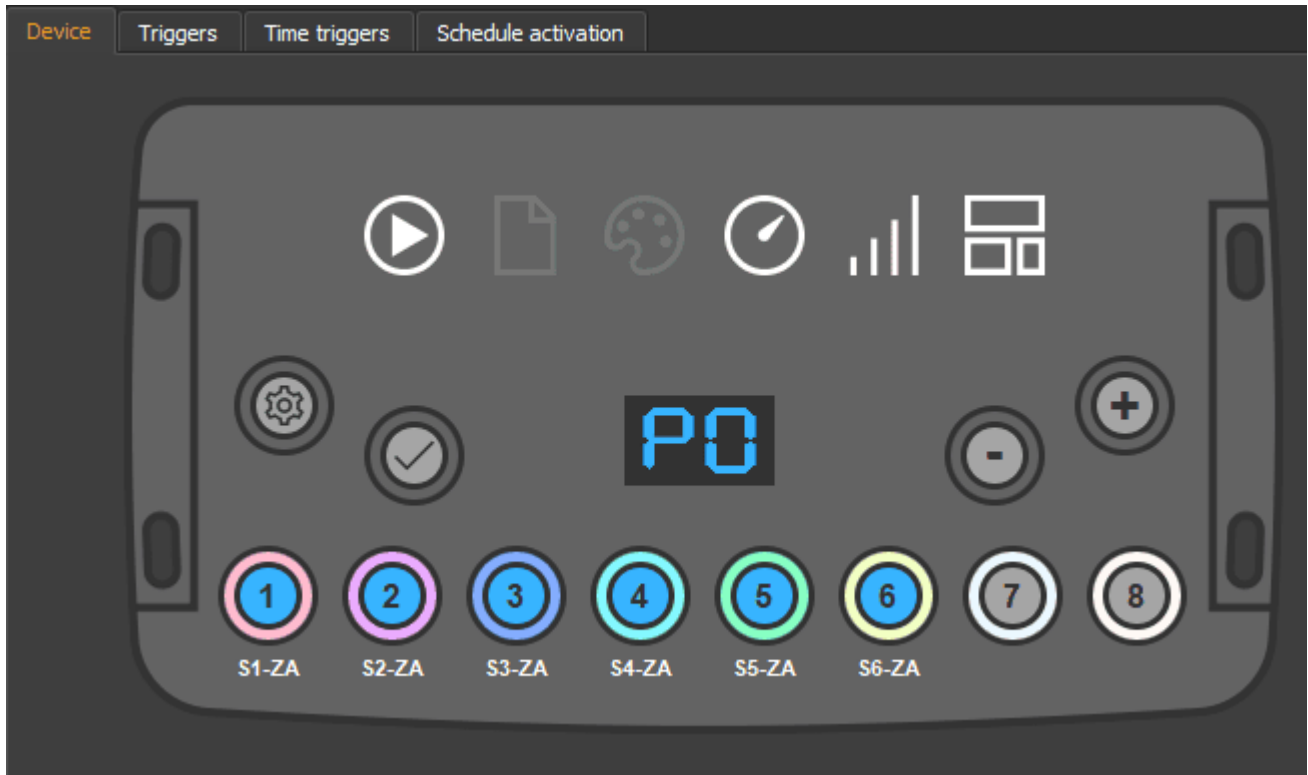 Device Triggers Time triggers Schedule activation
+
P0
-
1 2 3 4 5 6 7 8
S1-ZA S2-ZA S3-ZA S4-ZA S5-ZA S6-ZA